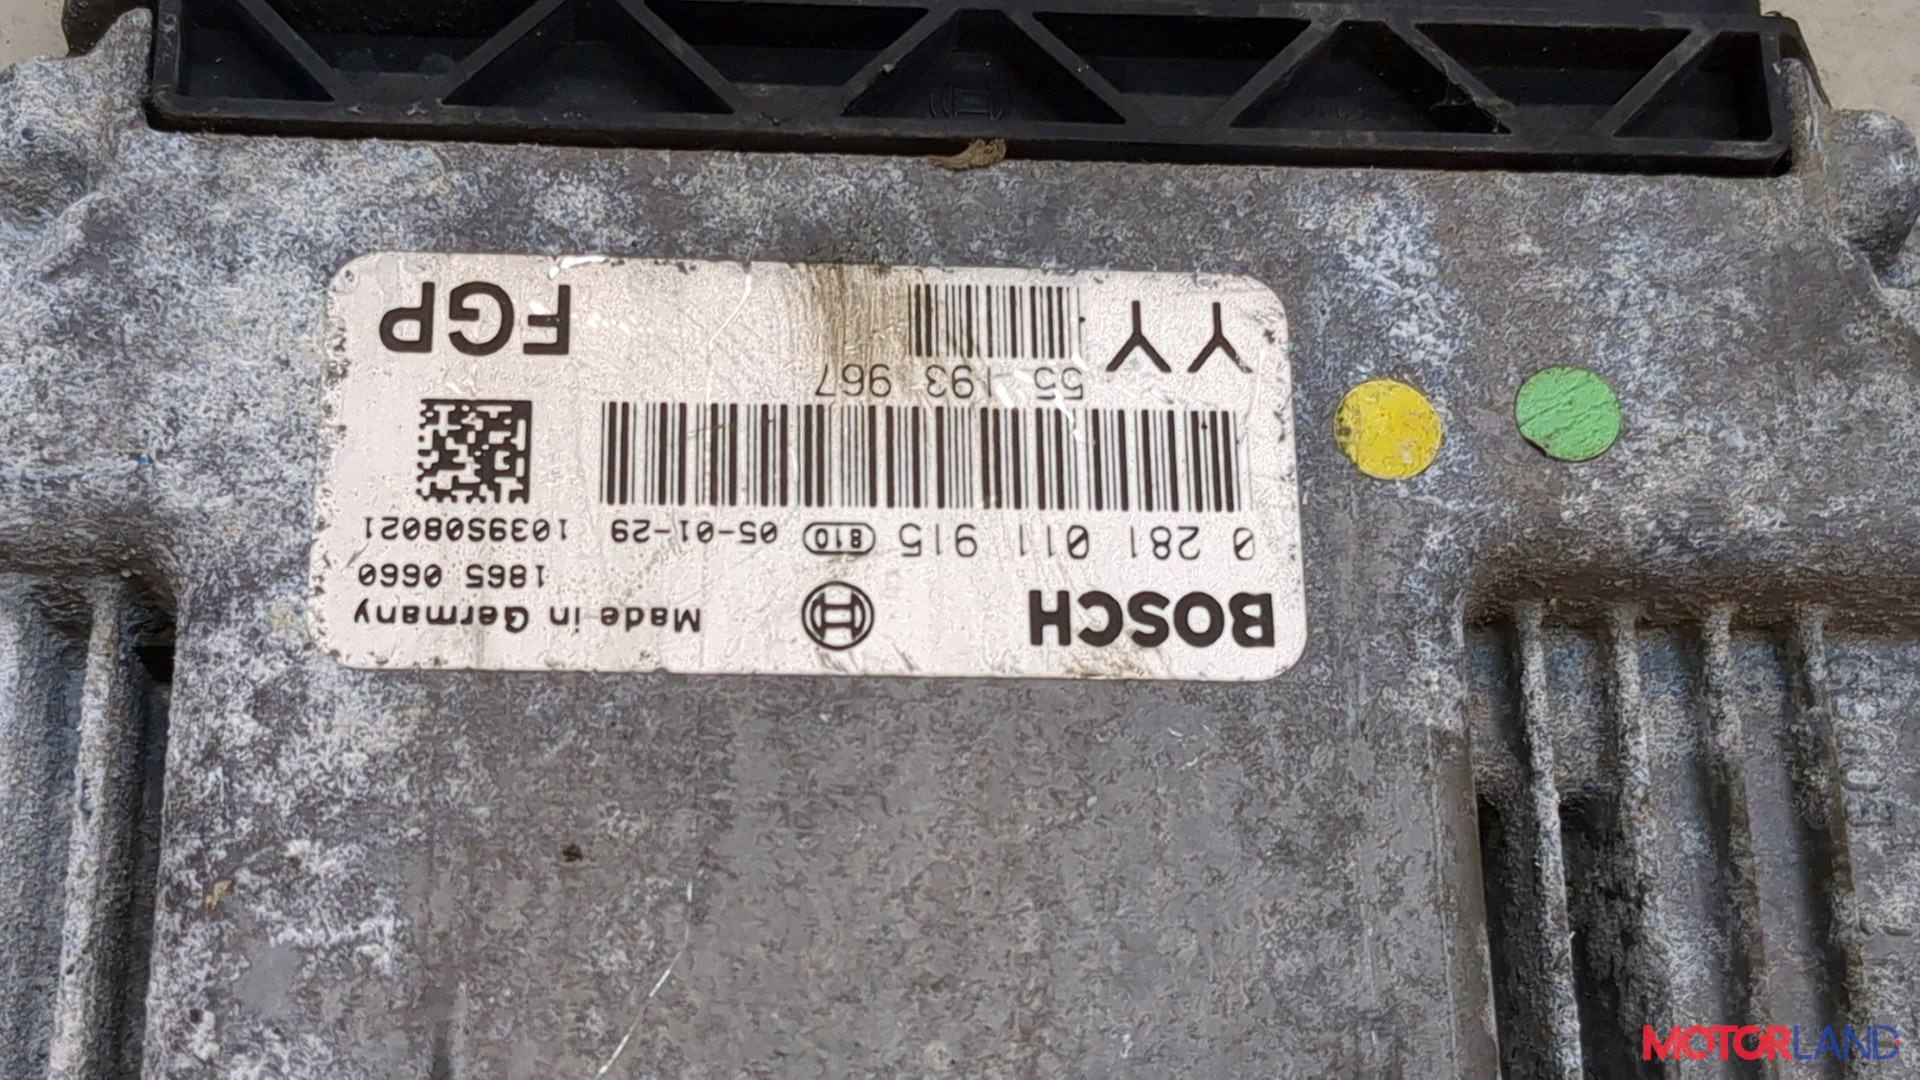 BOSCH Made in Germany
1865 0660
0 281 011 915 810 05-01-29 1039S08021
55 193 967
YY FGP
MOTORLAND